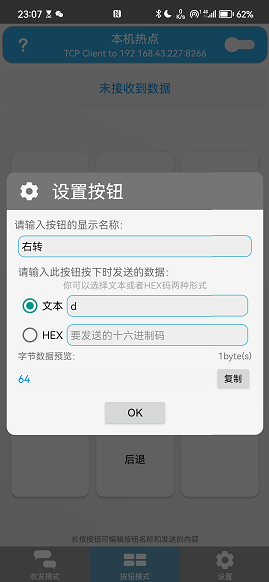 23:07
0
K/s
4G
62%
?
本机热点
TCP Client to 192.168.43.227:8266
未接收到数据
设置按钮
请输入按钮的显示名称:
右转
请输入此按钮按下时发送的数据:
你可以选择文本或者HEX码两种形式
文本
d
HEX
要发送的十六进制码
字节数据预览:
1byte(s)
64
复制
OK
后退
长按按钮可编辑按钮名称和发送的内容
收发模式
按钮模式
设置